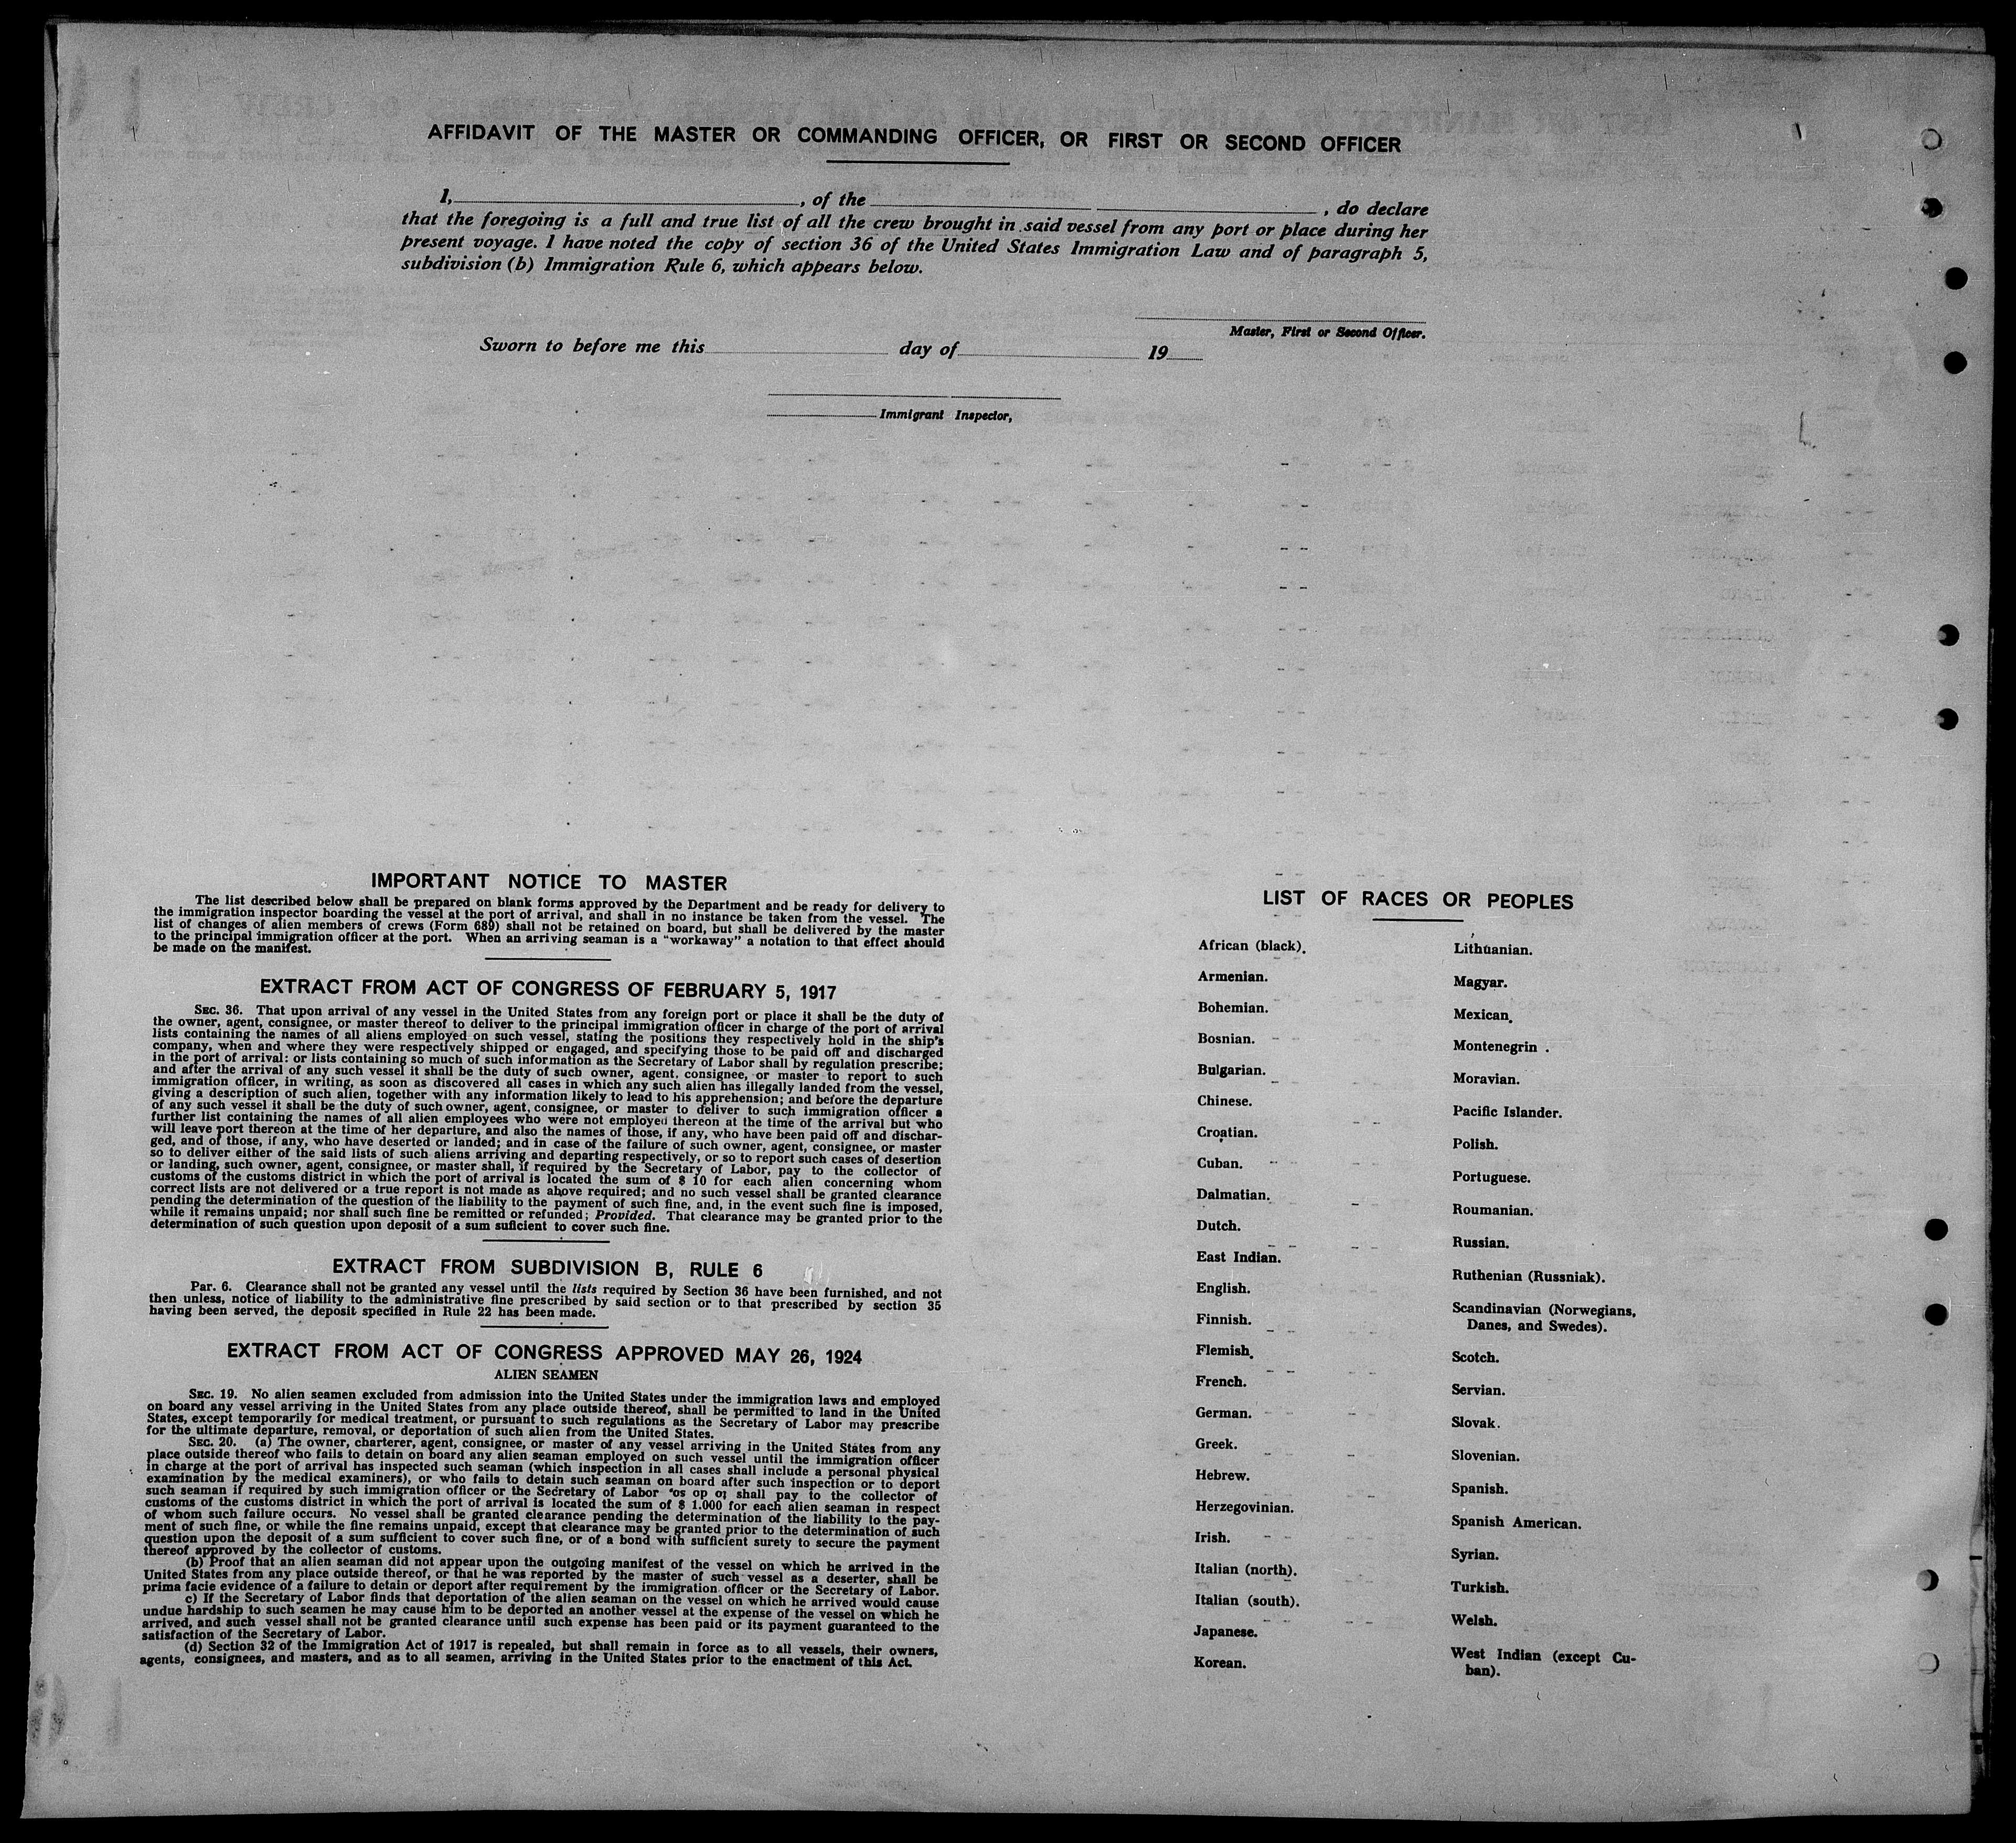 AFFIDAVIT OF THE MASTER OR COMMANDING OFFICER, OR FIRST OR SECOND OFFICER
I, , of the , do declare
that the foregoing is a full and true list of all the crew brought in said vessel from any port or place during her
present voyage. I have noted the copy of section 36 of the United States Immigration Law and of paragraph 5,
subdivision (b) Immigration Rule 6, which appears below.
Master, First or Second Officer.
Sworn to before me this day of 19
Immigrant Inspector,
IMPORTANT NOTICE TO MASTER
The list described below shall be prepared on blank forms approved by the Department and be ready for delivery to
the immigration inspector boarding the vessel at the port of arrival, and shall in no instance be taken from the vessel. The
list of changes of alien members of crews (Form 689) shall not be retained on board, but shall be delivered by the master
to the principal immigration officer at the port. When an arriving seaman is a "workaway" a notation to that effect should
be made on the manifest.
EXTRACT FROM ACT OF CONGRESS OF FEBRUARY 5, 1917
SEC. 36. That upon arrival of any vessel in the United States from any foreign port or place it shall be the duty of
the owner, agent, consignee, or master thereof to deliver to the principal immigration officer in charge of the port of arrival
lists containing the names of all aliens employed on such vessel, stating the positions they respectively hold in the ship's
company, when and where they were respectively shipped or engaged, and specifying those to be paid off and discharged
in the port of arrival: or lists containing so much of such information as the Secretary of Labor shall by regulation prescribe;
and after the arrival of any such vessel it shall be the duty of such owner, agent, consignee, or master to report to such
immigration officer, in writing, as soon as discovered all cases in which any such alien has illegally landed from the vessel,
giving a description of such alien, together with any information likely to lead to his apprehension; and before the departure
of any such vessel it shall be the duty of such owner, agent, consignee, or master to deliver to such immigration officer a
further list containing the names of all alien employees who were not employed thereon at the time of the arrival but who
will leave port thereon at the time of her departure, and also the names of those, if any, who have been paid off and dischar-
ged, and of those, if any, who have deserted or landed; and in case of the failure of such owner, agent, consignee, or master
so to deliver either of the said lists of such aliens arriving and departing respectively, or so to report such cases of desertion
or landing, such owner, agent, consignee, or master shall, if required by the Secretary of Labor, pay to the collector of
customs of the customs district in which the port of arrival is located the sum of $ 10 for each alien concerning whom
correct lists are not delivered or a true report is not made as above required; and no such vessel shall be granted clearance
pending the determination of the question of the liability to the payment of such fine, and, in the event such fine is imposed,
while it remains unpaid; nor shall such fine be remitted or refunded; Provided. That clearance may be granted prior to the
determination of such question upon deposit of a sum suficient to cover such fine.
EXTRACT FROM SUBDIVISION B, RULE 6
Par. 6. Clearance shall not be granted any vessel until the lists required by Section 36 have been furnished, and not
then unless, notice of liability to the administrative fine prescribed by said section or to that prescribed by section 35
having been served, the deposit specified in Rule 22 has been made.
EXTRACT FROM ACT OF CONGRESS APPROVED MAY 26, 1924
ALIEN SEAMEN
SEC. 19. No alien seamen excluded from admission into the United States under the immigration laws and employed
on board any vessel arriving in the United States from any place outside thereof, shall be permitted to land in the United
States, except temporarily for medical treatment, or pursuant to such regulations as the Secretary of Labor may prescribe
for the ultimate departure, removal, or deportation of such alien from the United States.
SEC. 20. (a) The owner, charterer, agent, consignee, or master of any vessel arriving in the United States from any
place outside thereof who fails to detain on board any alien seaman employed on such vessel until the immigration officer
in charge at the port of arrival has inspected such seaman (which inspection in all cases shall include a personal physical
examination by the medical examiners), or who fails to detain such seaman on board after such inspection or to deport
such seaman if required by such immigration officer or the Secretary of Labor 'os op oʇ shall pay to the collector of
customs of the customs district in which the port of arrival is located the sum of $ 1.000 for each alien seaman in respect
of whom such failure occurs. No vessel shall be granted clearance pending the determination of the liability to the pay-
ment of such fine, or while the fine remains unpaid, except that clearance may be granted prior to the determination of such
question upon the deposit of a sum sufficient to cover such fine, or of a bond with sufficient surety to secure the payment
thereof approved by the collector of customs.
(b) Proof that an alien seaman did not appear upon the outgoing manifest of the vessel on which he arrived in the
United States from any place outside thereof, or that he was reported by the master of such vessel as a deserter, shall be
prima facie evidence of a failure to detain or deport after requirement by the immigration officer or the Secretary of Labor.
c) If the Secretary of Labor finds that deportation of the alien seaman on the vessel on which he arrived would cause
undue hardship to such seamen he may cause him to be deported an another vessel at the expense of the vessel on which he
arrived, and such vessel shall not be granted clearance until such expense has been paid or its payment guaranteed to the
satisfaction of the Secretary of Labor.
(d) Section 32 of the Immigration Act of 1917 is repealed, but shall remain in force as to all vessels, their owners,
agents, consignees, and masters, and as to all seamen, arriving in the United States prior to the enactment of this Act.
LIST OF RACES OR PEOPLES
African (black).
Armenian.
Bohemian.
Bosnian.
Bulgarian.
Chinese.
Croatian.
Cuban.
Dalmatian.
Dutch.
East Indian.
English.
Finnish.
Flemish.
French.
German.
Greek.
Hebrew.
Herzegovinian.
Irish.
Italian (north).
Italian (south).
Japanese.
Korean.
Lithuanian.
Magyar.
Mexican.
Montenegrin .
Moravian.
Pacific Islander.
Polish.
Portuguese.
Roumanian.
Russian.
Ruthenian (Russniak).
Scandinavian (Norwegians,
Danes, and Swedes).
Scotch.
Servian.
Slovak.
Slovenian.
Spanish.
Spanish American.
Syrian.
Turkish.
Welsh.
West Indian (except Cu-
ban).